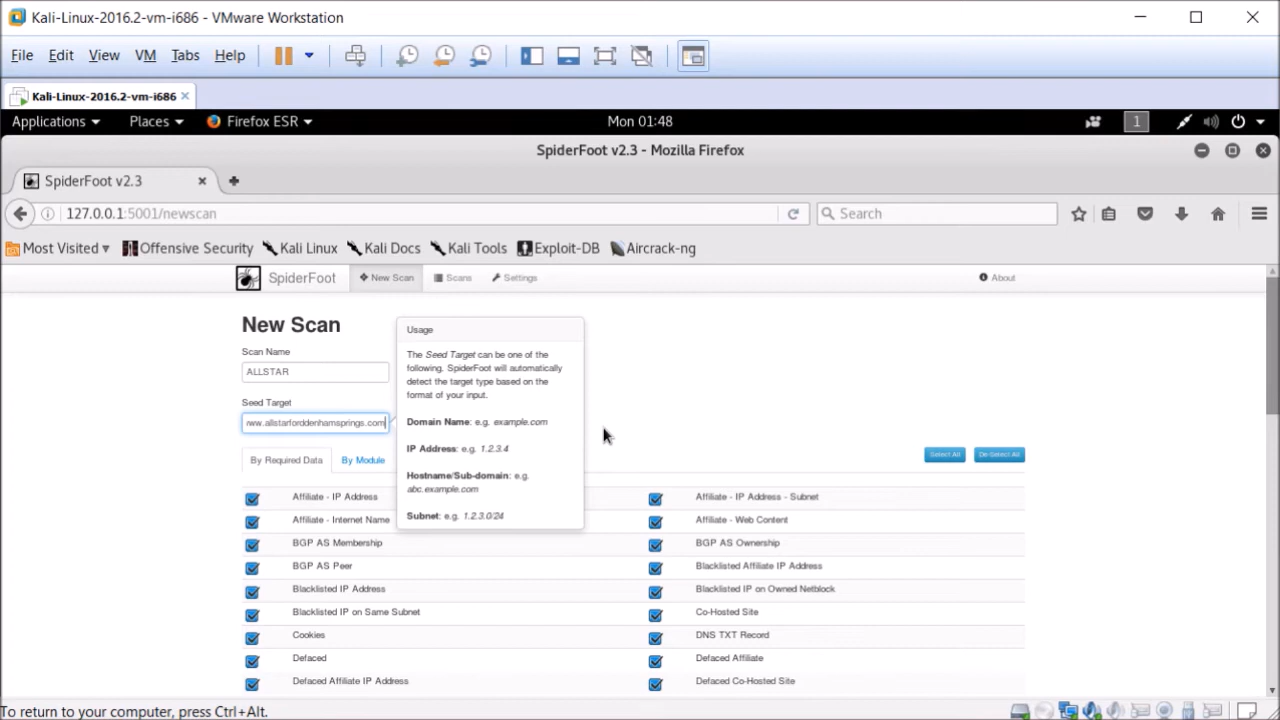 Kali-Linux-2016.2-vm-i686 - VMware Workstation
File Edit View VM Tabs Help
Kali-Linux-2016.2-vm-i686
Applications Places Firefox ESR Mon 01:48 1
SpiderFoot v2.3 - Mozilla Firefox
SpiderFoot v2.3
127.0.0.1:5001/newscan Search
Most Visited Offensive Security Kali Linux Kali Docs Kali Tools Exploit-DB Aircrack-ng
SpiderFoot New Scan Scans Settings About
New Scan
Scan Name
ALLSTAR
Seed Target
www.allstarforddenhamsprings.com
Usage
The Seed Target can be one of the
following. SpiderFoot will automatically
detect the target type based on the
format of your input.
Domain Name: e.g. example.com
IP Address: e.g. 1.2.3.4
Hostname/Sub-domain: e.g.
abc.example.com
Subnet: e.g. 1.2.3.0/24
By Required Data By Module Select All De-Select All
Affiliate - IP Address Affiliate - IP Address - Subnet
Affiliate - Internet Name Affiliate - Web Content
BGP AS Membership BGP AS Ownership
BGP AS Peer Blacklisted Affiliate IP Address
Blacklisted IP Address Blacklisted IP on Owned Netblock
Blacklisted IP on Same Subnet Co-Hosted Site
Cookies DNS TXT Record
Defaced Defaced Affiliate
Defaced Affiliate IP Address Defaced Co-Hosted Site
To return to your computer, press Ctrl+Alt.